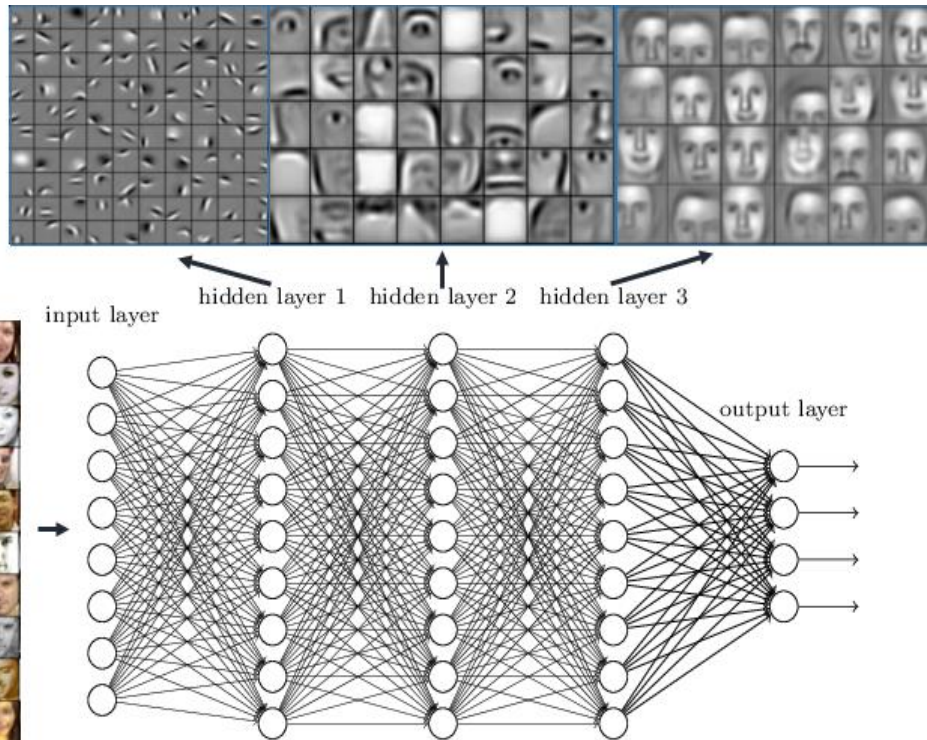 hidden layer 1
hidden layer 2
hidden layer 3
input layer
output layer